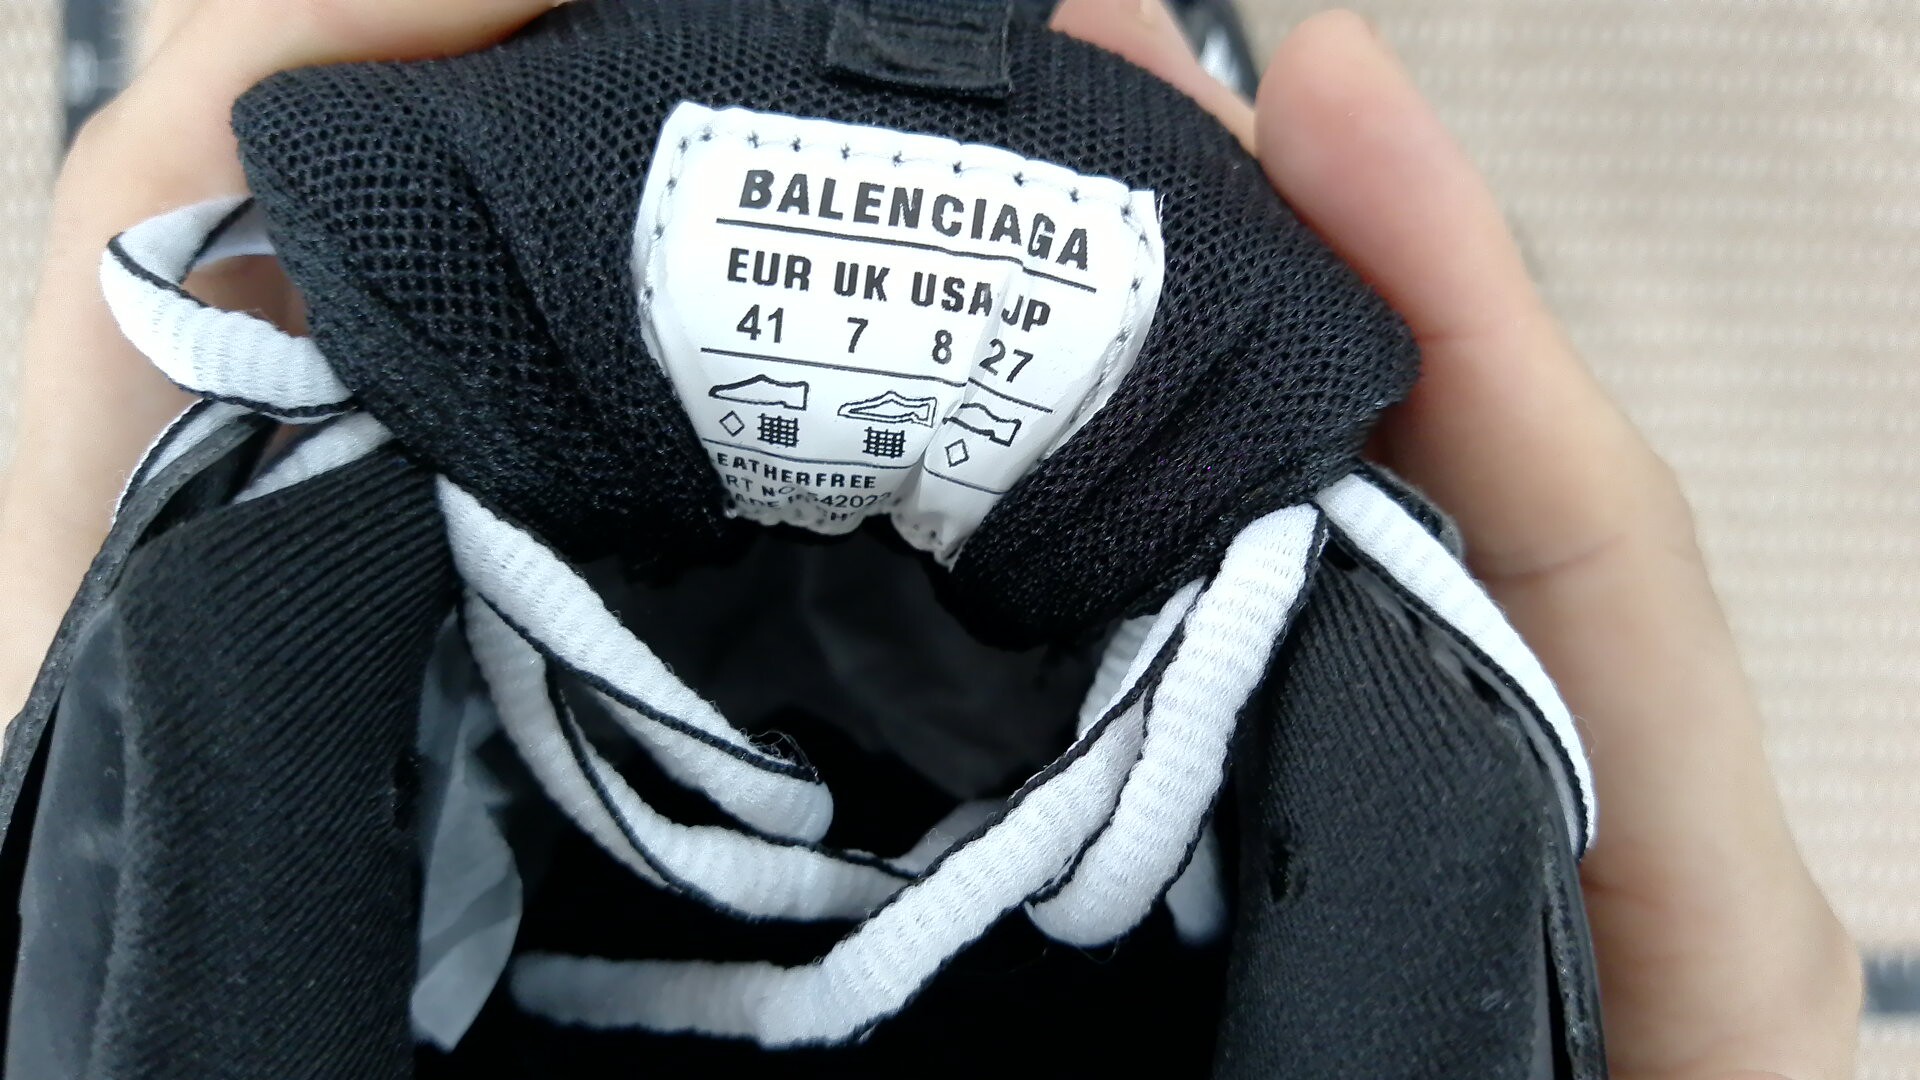 BALENCIAGA
EUR UK USA JP
41 7 8 27
EATHERFREE